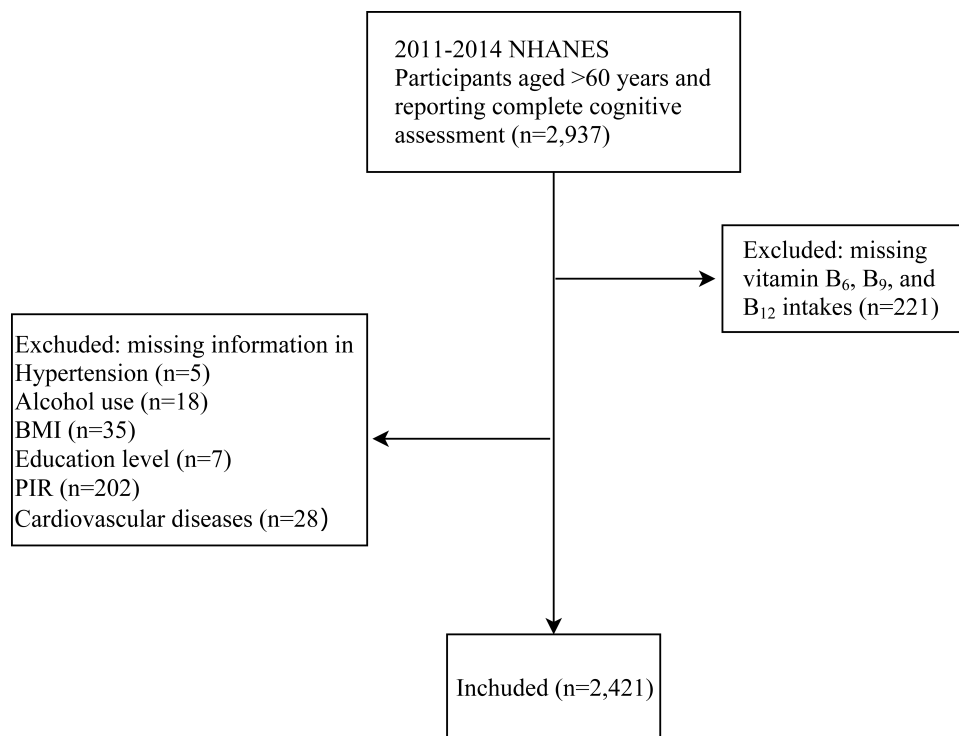 2011-2014 NHANES
Participants aged >60 years and
reporting complete cognitive
assessment (n=2,937)
Excluded: missing
vitamin B₆, B₉, and
B₁₂ intakes (n=221)
Exchuded: missing information in
Hypertension (n=5)
Alcohol use (n=18)
BMI (n=35)
Education level (n=7)
PIR (n=202)
Cardiovascular diseases (n=28)
Inchuded (n=2,421)